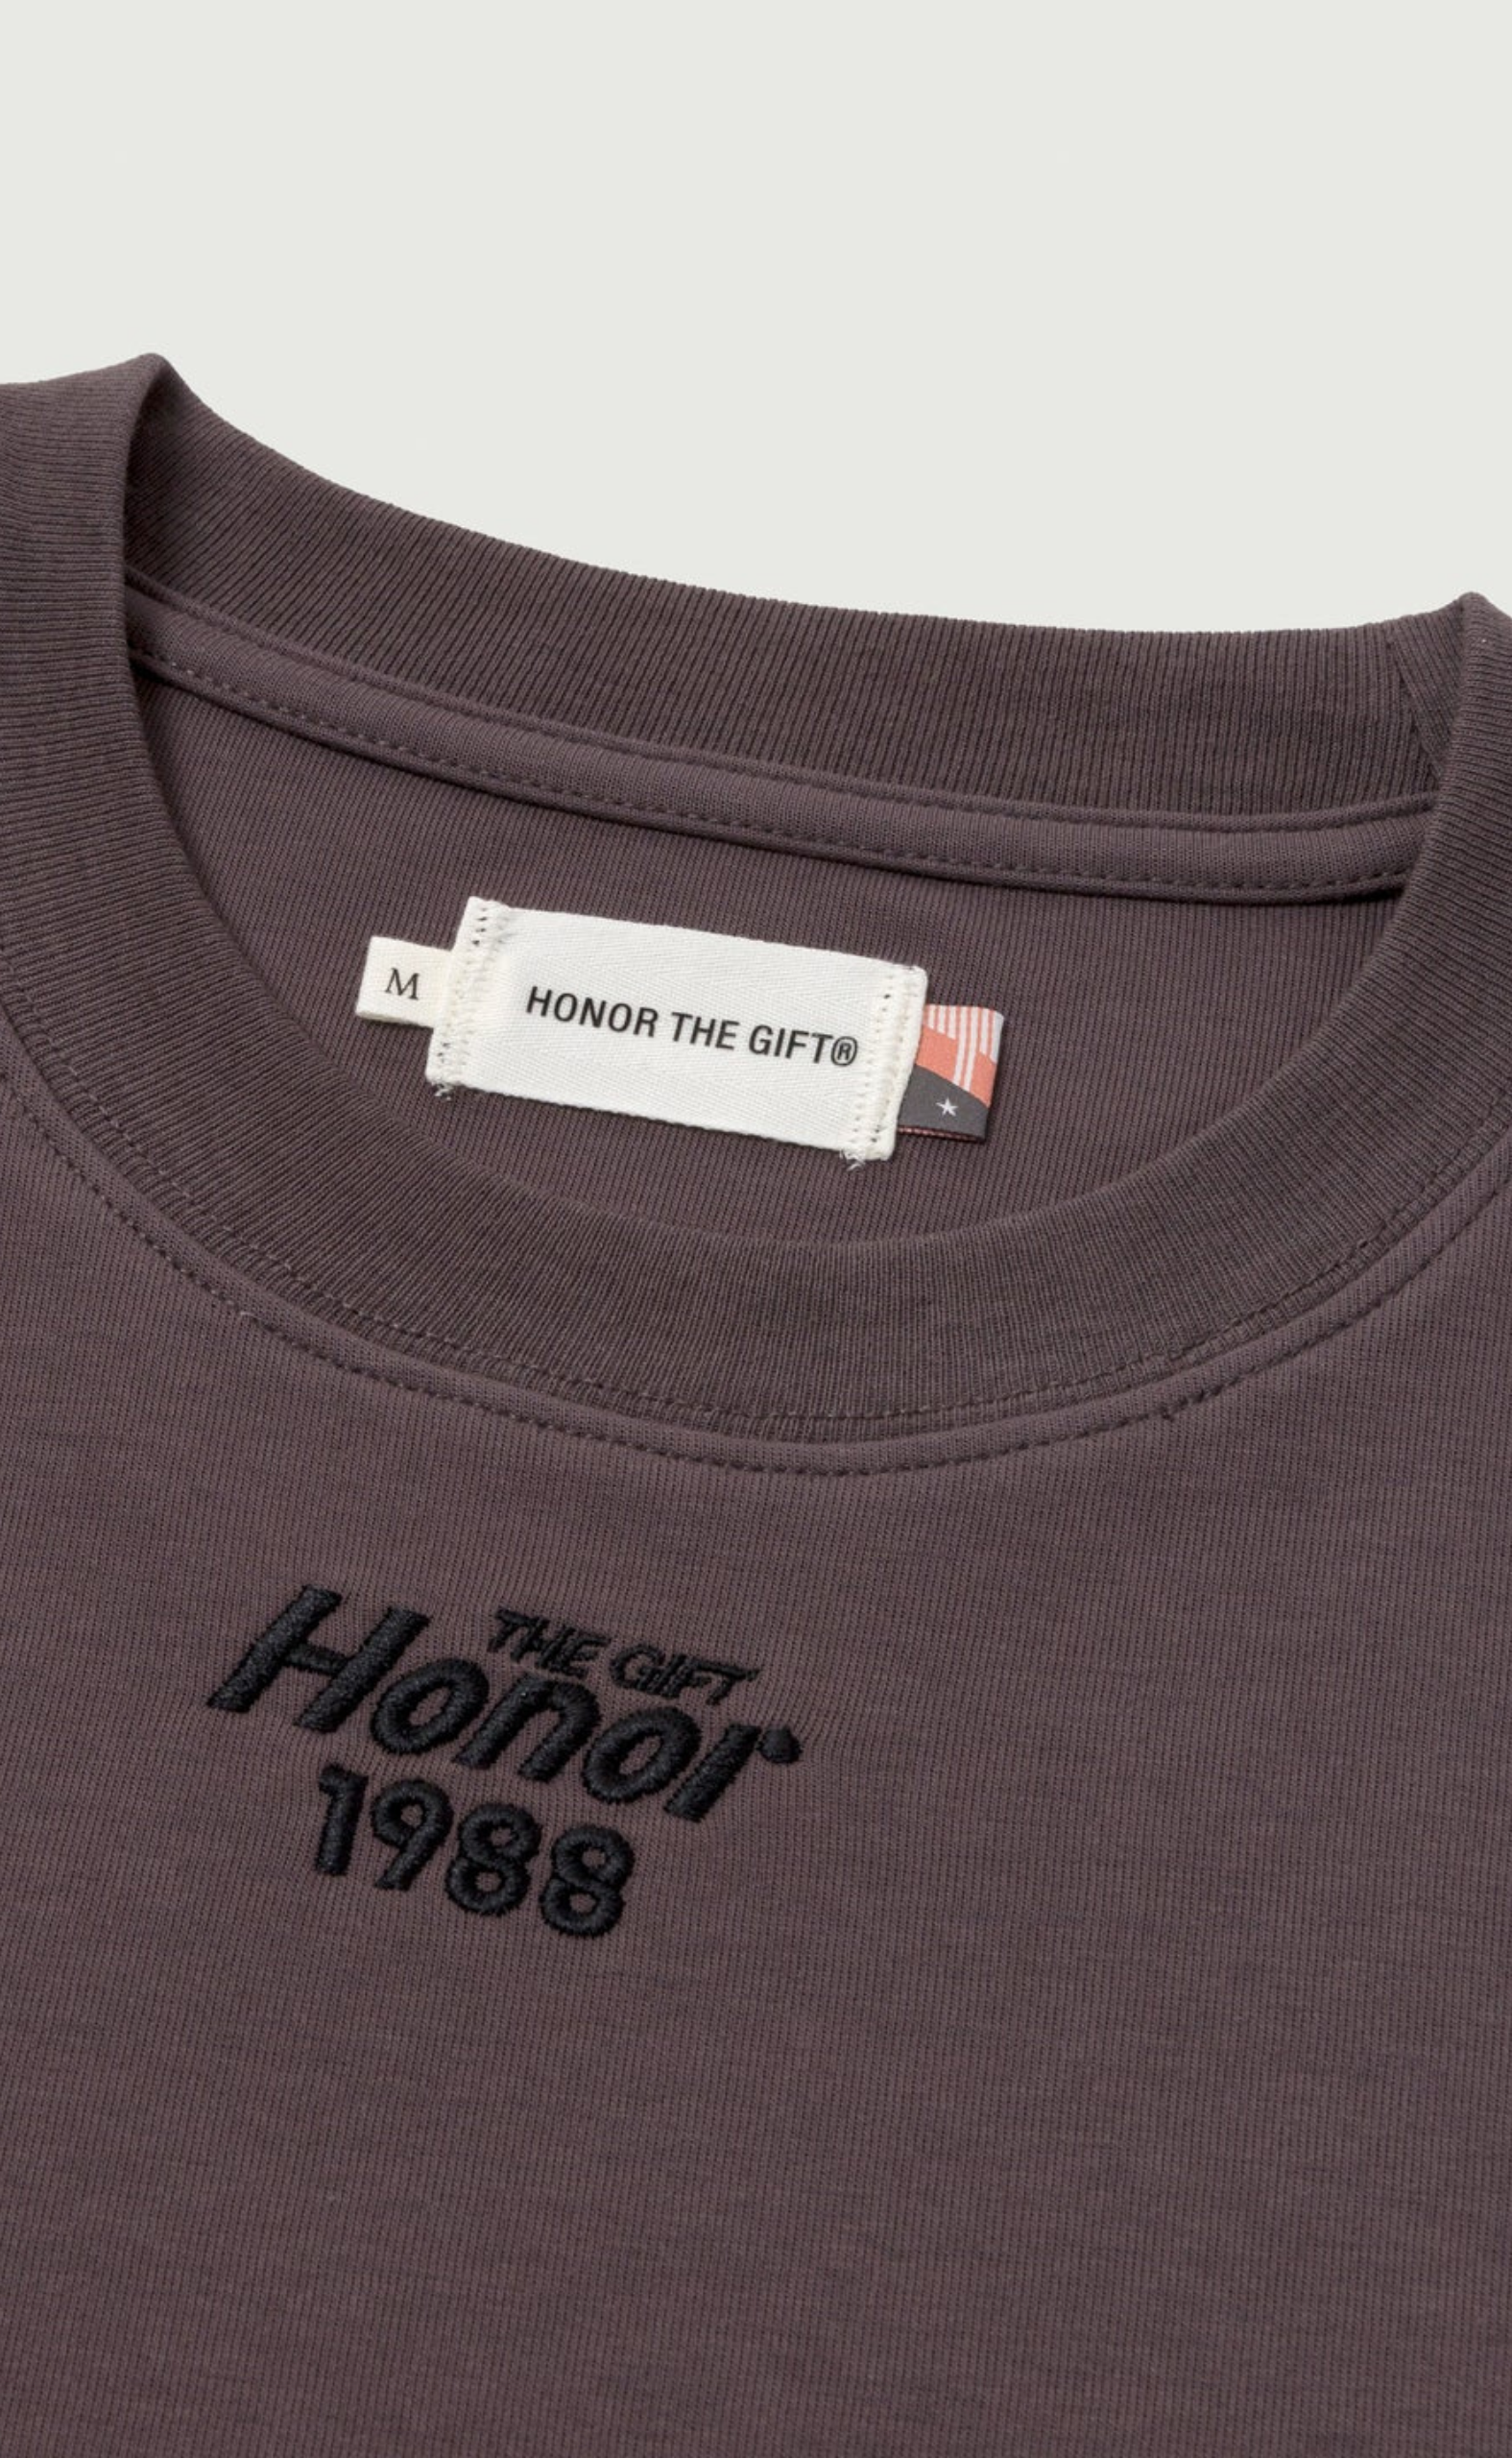 M
HONOR THE GIFT®
THE GIFT
Honor
1988